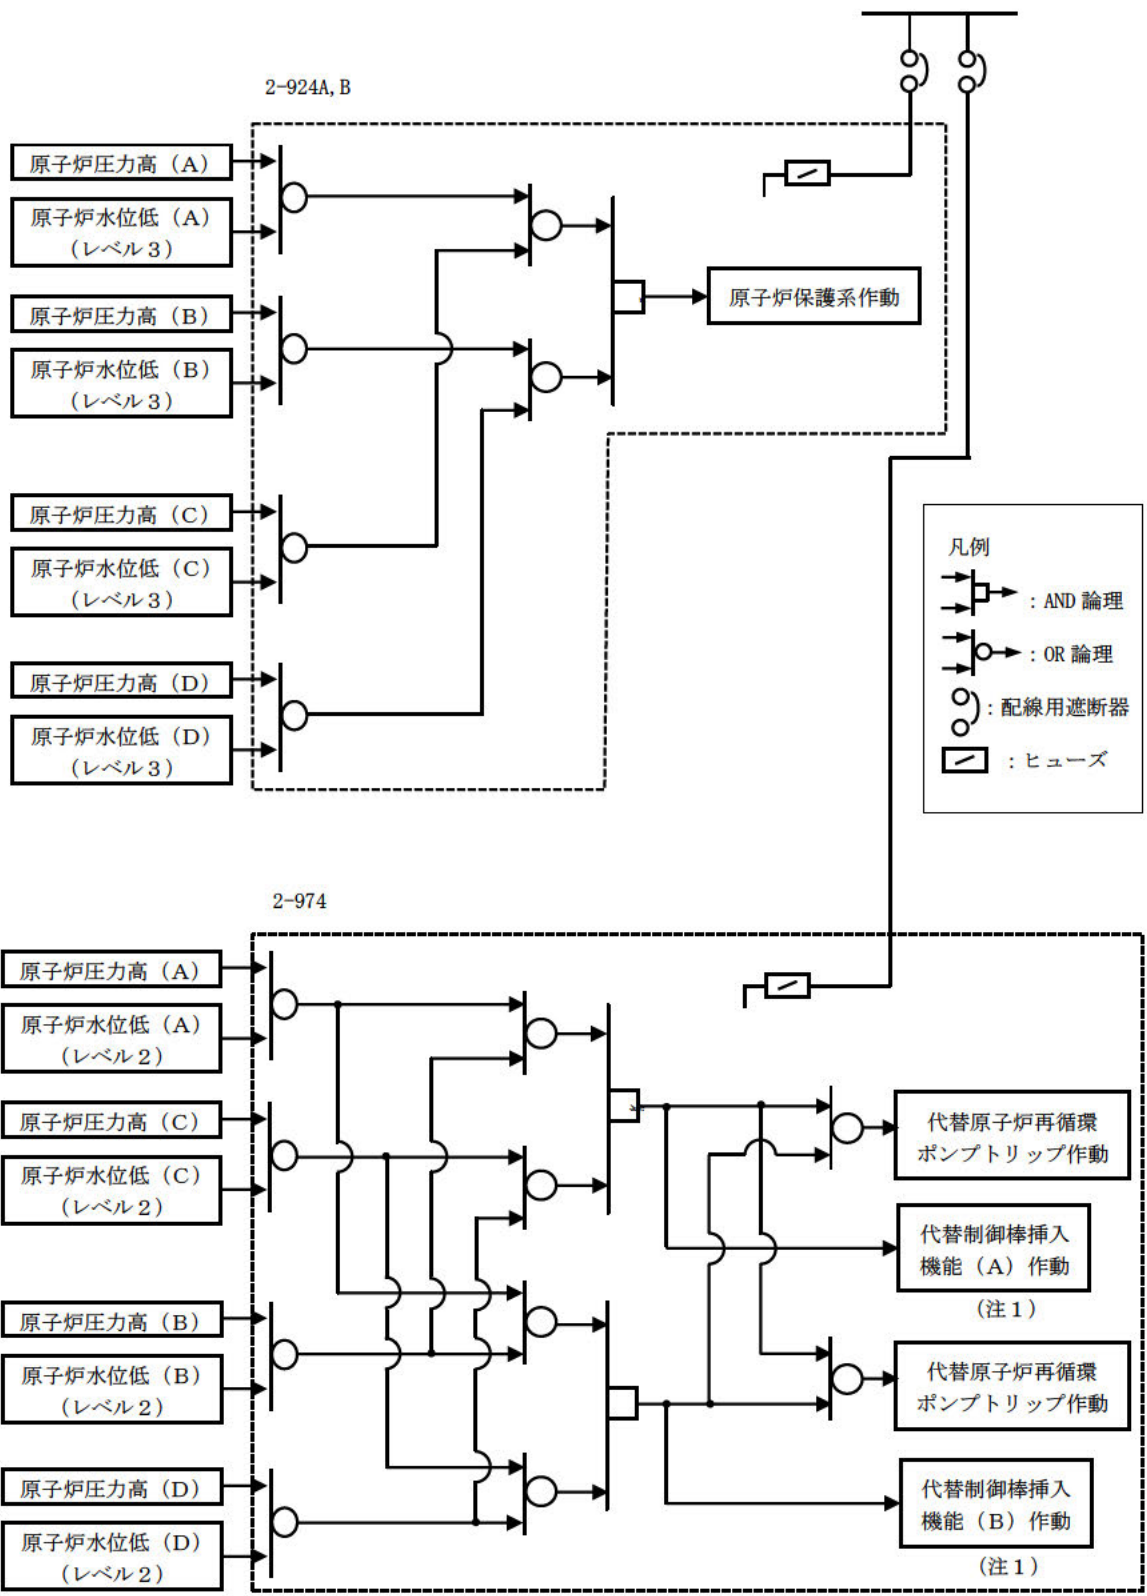 2-924A,B
原子炉圧力高（A）
原子炉水位低（A）
（レベル３）
原子炉圧力高（B）
原子炉水位低（B）
（レベル３）
原子炉保護系作動
原子炉圧力高（C）
原子炉水位低（C）
（レベル３）
原子炉圧力高（D）
原子炉水位低（D）
（レベル３）
凡例
：AND 論理
：OR 論理
：配線用遮断器
：ヒューズ
2-974
原子炉圧力高（A）
原子炉水位低（A）
（レベル２）
原子炉圧力高（C）
原子炉水位低（C）
（レベル２）
原子炉圧力高（B）
原子炉水位低（B）
（レベル２）
原子炉圧力高（D）
原子炉水位低（D）
（レベル２）
代替原子炉再循環
ポンプトリップ作動
代替制御棒挿入
機能（A）作動
（注１）
代替原子炉再循環
ポンプトリップ作動
代替制御棒挿入
機能（B）作動
（注１）